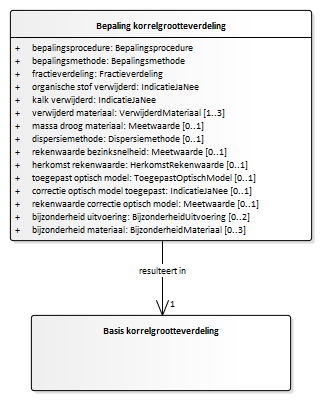 Bepaling korrelgrootteverdeling
+ bepalingsprocedure: Bepalingsprocedure
+ bepalingsmethode: Bepalingsmethode
+ fractieverdeling: Fractieverdeling
+ organische stof verwijderd: IndicatieJaNee
+ kalk verwijderd: IndicatieJaNee
+ verwijderd materiaal: VerwijderdMateriaal [1..3]
+ massa droog materiaal: Meetwaarde [0..1]
+ dispersiemethode: Dispersiemethode [0..1]
+ rekenwaarde bezinksnelheid: Meetwaarde [0..1]
+ herkomst rekenwaarde: HerkomstRekenwaarde [0..1]
+ toegepast optisch model: ToegepastOptischModel [0..1]
+ correctie optisch model toegepast: IndicatieJaNee [0..1]
+ rekenwaarde correctie optisch model: Meetwaarde [0..1]
+ bijzonderheid uitvoering: BijzonderheidUitvoering [0..2]
+ bijzonderheid materiaal: BijzonderheidMateriaal [0..3]
resulteert in
1
Basis korrelgrootteverdeling